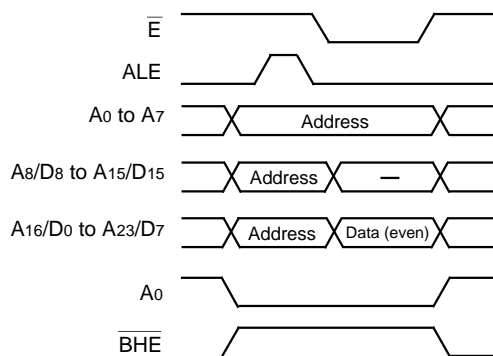 E
ALE
A0 to A7 Address
A8/D8 to A15/D15 Address –
A16/D0 to A23/D7 Address Data (even)
A0
BHE